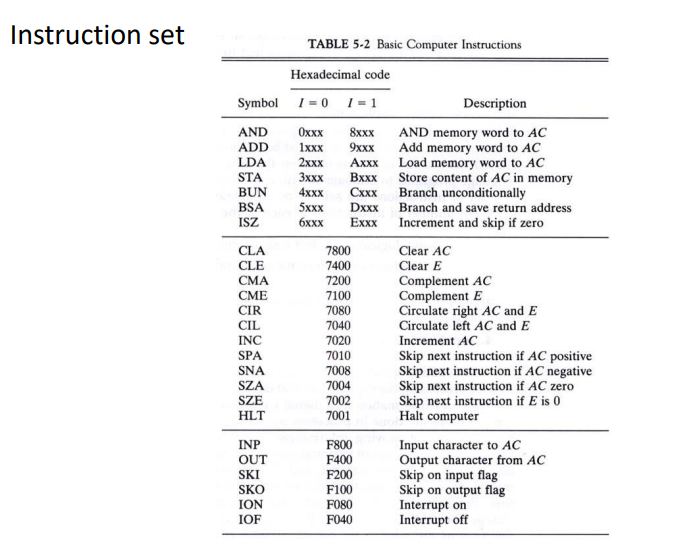 Instruction set
TABLE 5-2 Basic Computer Instructions
Hexadecimal code
Symbol I = 0 I = 1 Description
AND 0xxx 8xxx AND memory word to AC
ADD 1xxx 9xxx Add memory word to AC
LDA 2xxx Axxx Load memory word to AC
STA 3xxx Bxxx Store content of AC in memory
BUN 4xxx Cxxx Branch unconditionally
BSA 5xxx Dxxx Branch and save return address
ISZ 6xxx Exxx Increment and skip if zero
CLA 7800 Clear AC
CLE 7400 Clear E
CMA 7200 Complement AC
CME 7100 Complement E
CIR 7080 Circulate right AC and E
CIL 7040 Circulate left AC and E
INC 7020 Increment AC
SPA 7010 Skip next instruction if AC positive
SNA 7008 Skip next instruction if AC negative
SZA 7004 Skip next instruction if AC zero
SZE 7002 Skip next instruction if E is 0
HLT 7001 Halt computer
INP F800 Input character to AC
OUT F400 Output character from AC
SKI F200 Skip on input flag
SKO F100 Skip on output flag
ION F080 Interrupt on
IOF F040 Interrupt off